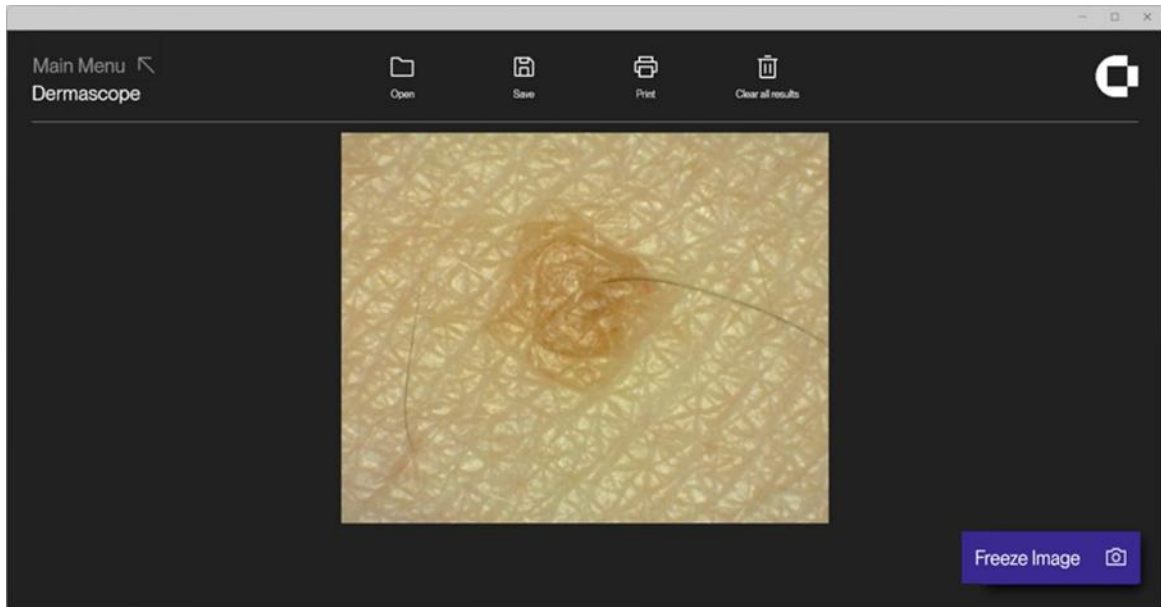 Main Menu
Dermascope
Open
Save
Print
Clear all results
Freeze Image